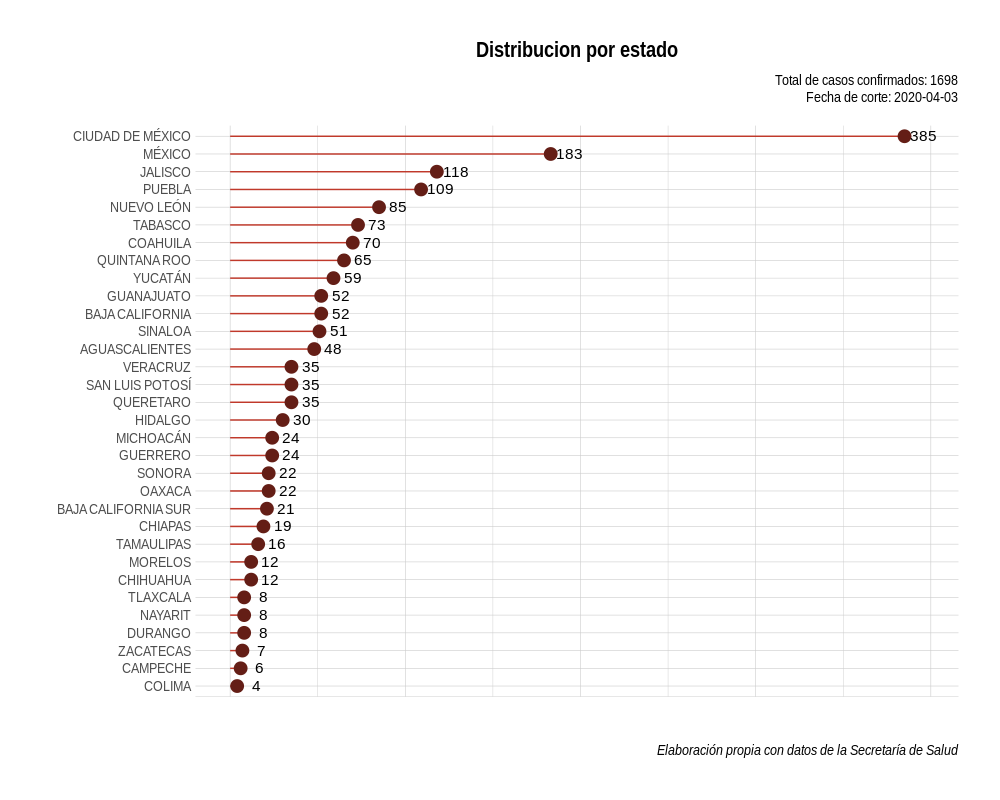 Distribucion por estado
Total de casos confirmados: 1698
Fecha de corte: 2020-04-03
CIUDAD DE MÉXICO 385
MÉXICO 183
JALISCO 118
PUEBLA 109
NUEVO LEÓN 85
TABASCO 73
COAHUILA 70
QUINTANA ROO 65
YUCATÁN 59
GUANAJUATO 52
BAJA CALIFORNIA 52
SINALOA 51
AGUASCALIENTES 48
VERACRUZ 35
SAN LUIS POTOSÍ 35
QUERETARO 35
HIDALGO 30
MICHOACÁN 24
GUERRERO 24
SONORA 22
OAXACA 22
BAJA CALIFORNIA SUR 21
CHIAPAS 19
TAMAULIPAS 16
MORELOS 12
CHIHUAHUA 12
TLAXCALA 8
NAYARIT 8
DURANGO 8
ZACATECAS 7
CAMPECHE 6
COLIMA 4
Elaboración propia con datos de la Secretaría de Salud